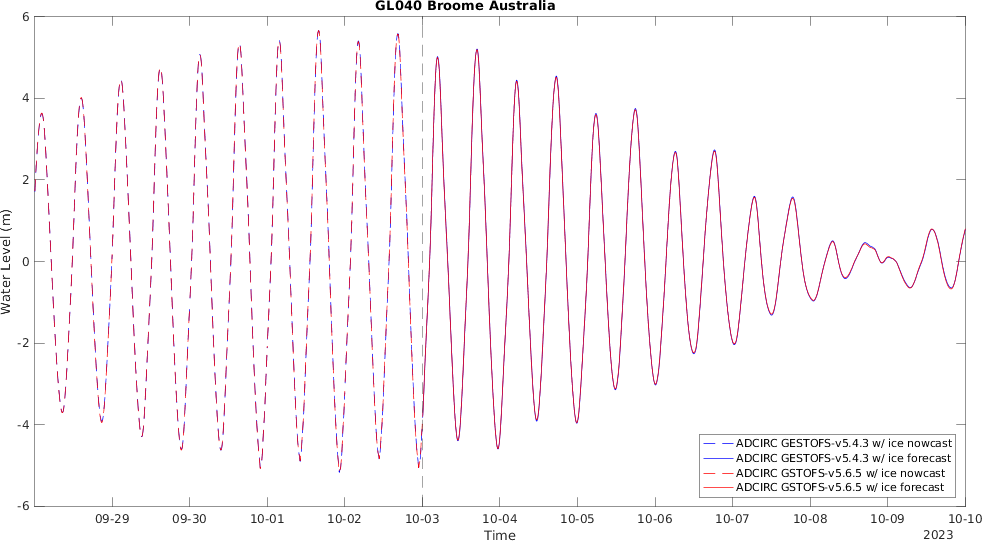 GL040 Broome Australia
6
4
2
0
-2
-4
-6
Water Level (m)
ADCIRC GESTOFS-v5.4.3 w/ ice nowcast
ADCIRC GESTOFS-v5.4.3 w/ ice forecast
ADCIRC GSTOFS-v5.6.5 w/ ice nowcast
ADCIRC GSTOFS-v5.6.5 w/ ice forecast
09-29 09-30 10-01 10-02 10-03 10-04 10-05 10-06 10-07 10-08 10-09 10-10
Time
2023